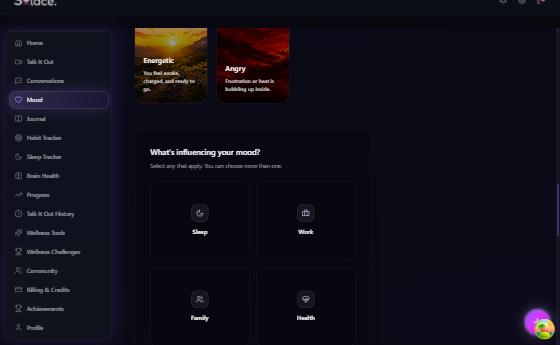 Solace.
Home
Talk It Out
Conversations
Mood
Journal
Habit Tracker
Sleep Tracker
Brain Health
Progress
Talk It Out History
Wellness Tools
Wellness Challenges
Community
Billing & Credits
Achievements
Profile
Energetic
You feel awake,
charged, and ready to
go.
Angry
Frustration or heat is
bubbling up inside.
What's influencing your mood?
Select any that apply. You can choose more than one.
Sleep
Work
Family
Health